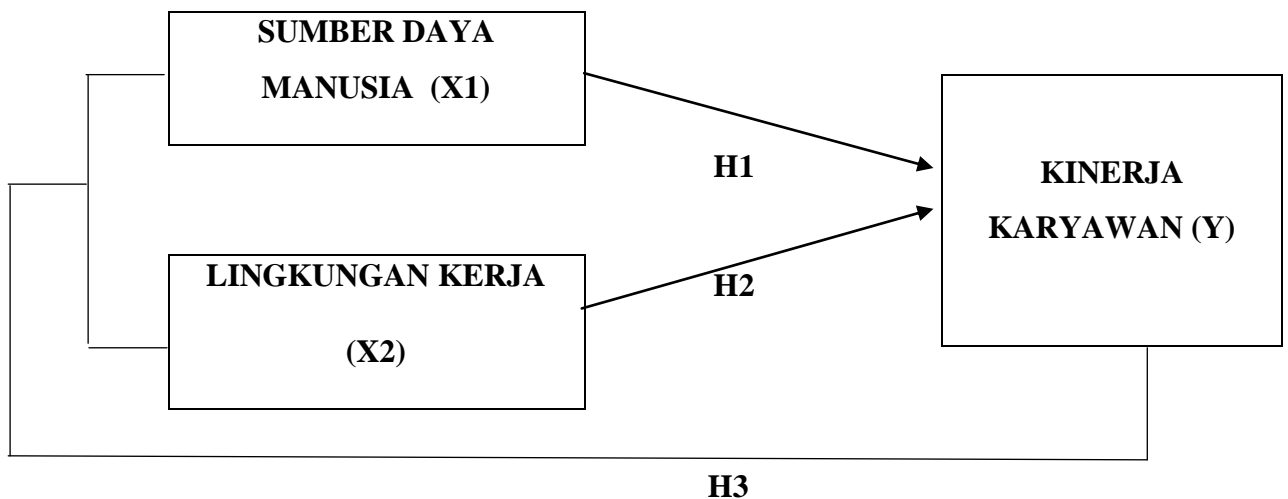 SUMBER DAYA
MANUSIA (X1)
H1
KINERJA
KARYAWAN (Y)
LINGKUNGAN KERJA
(X2)
H2
H3